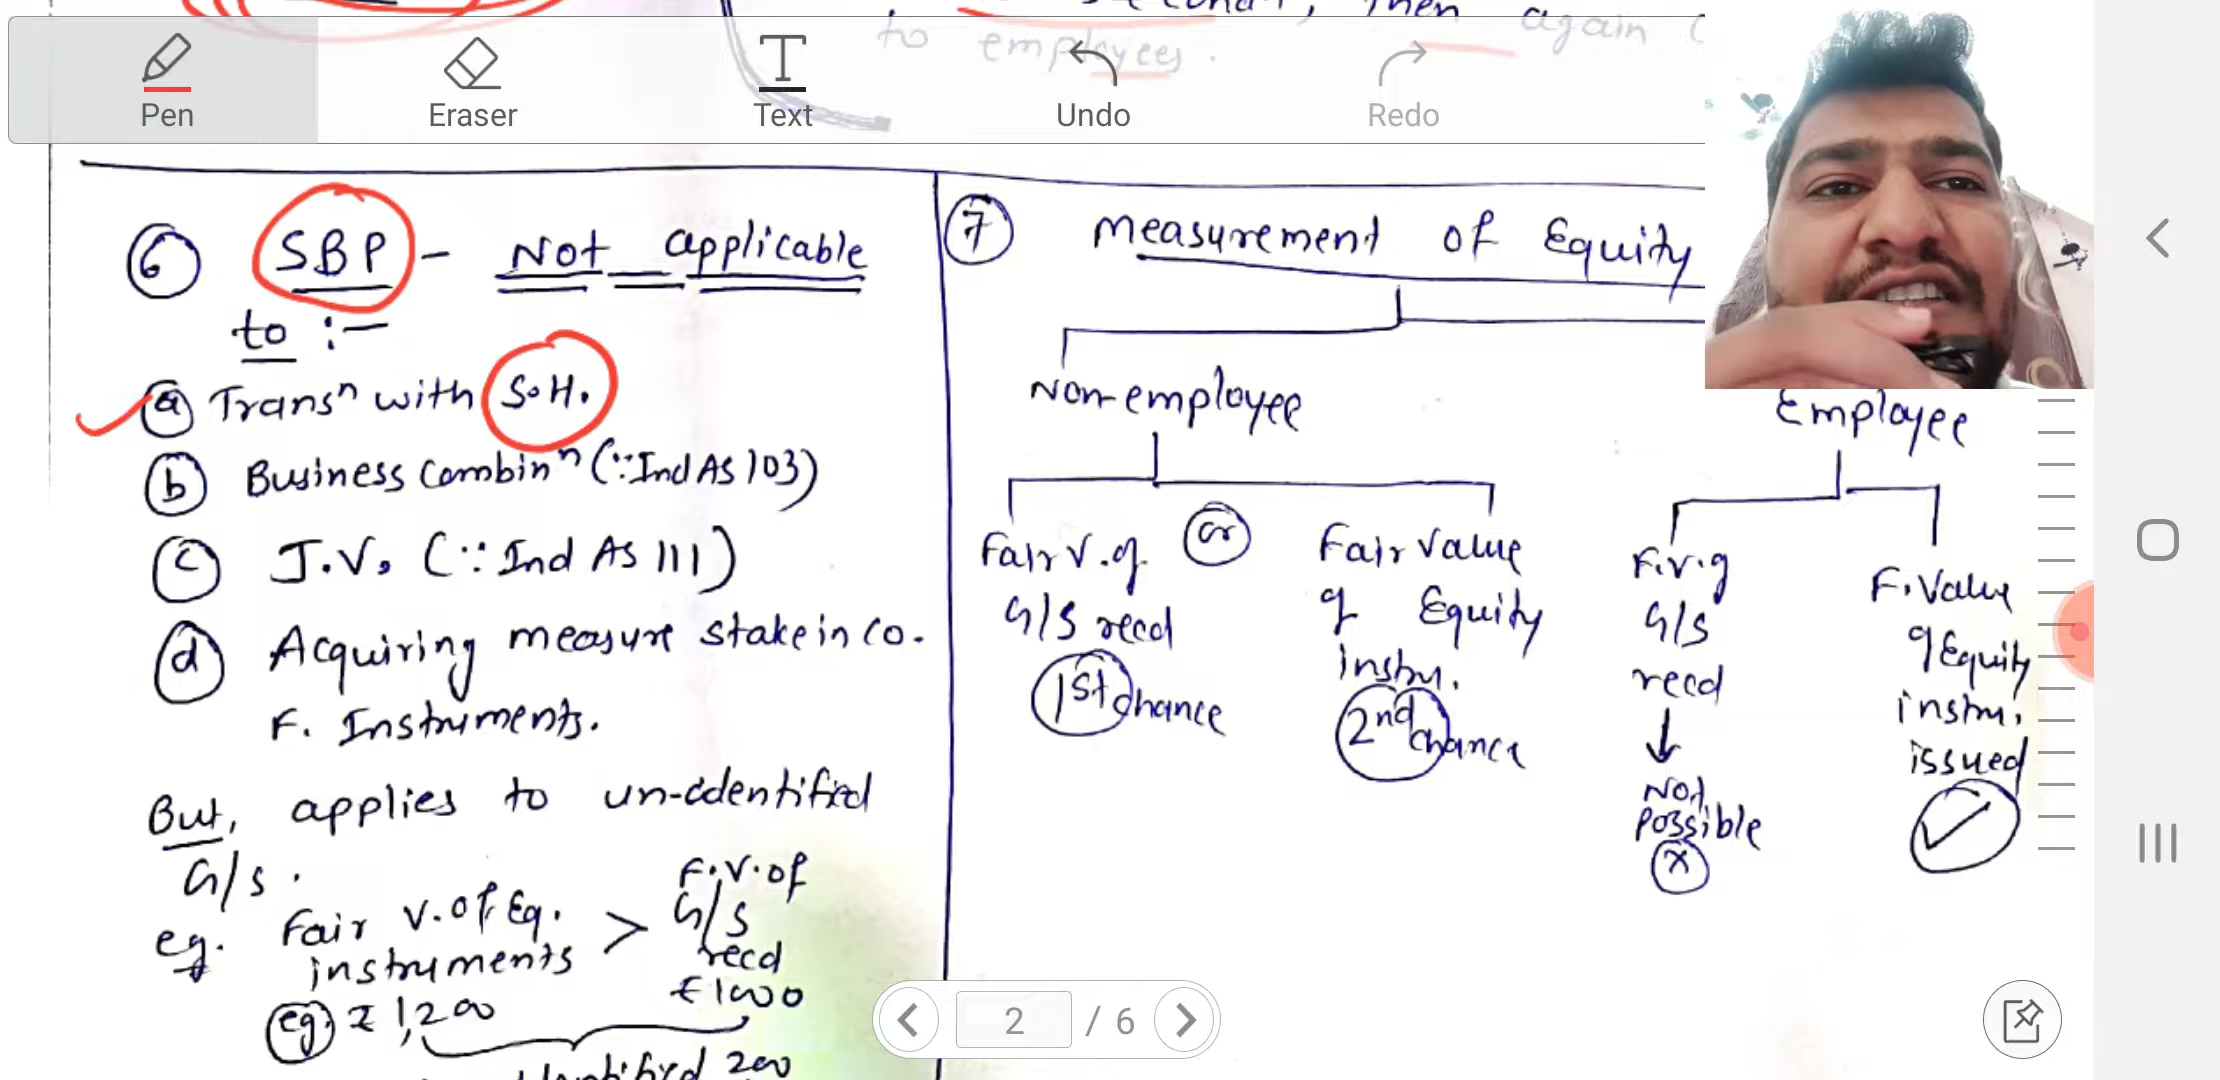 then again
to employees.
Pen
Eraser
Text
Undo
Redo
6 SBP - Not applicable
to :-
a Transⁿ with S.H.
b Business Combinⁿ (∵ Ind AS 103)
c J.V. (∵ Ind AS 111)
d Acquiring measure stake in co.
F. Instruments.
But, applies to un-identified
G/S.
eg. Fair V. of Eq. instruments > F.V. of G/S recd
eg. ₹ 1,200
₹ 1000
200
7 Measurement of Equity
Non-employee
Fair V. of
G/S recd
1st chance
or
Fair Value
of Equity
instru.
2nd chance
Employee
F.V. of
G/S
recd
↓
Not
possible
x
F. Value
of Equity
instru.
issued
2 / 6